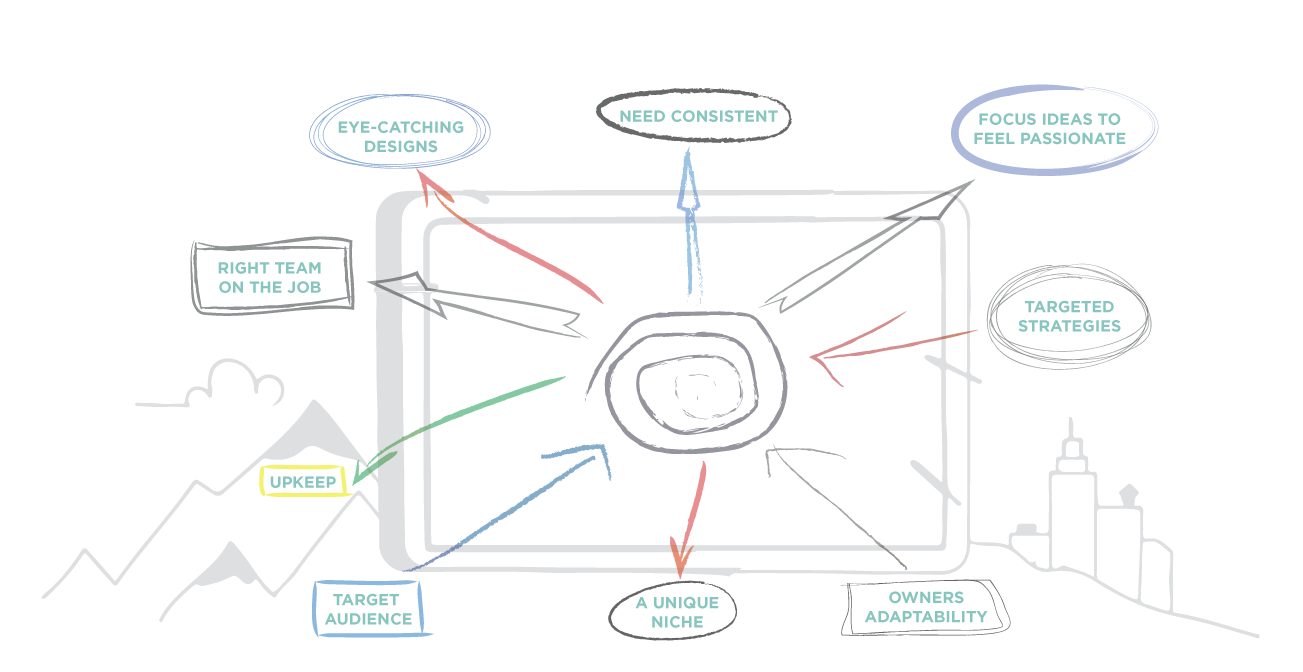 EYE-CATCHING
DESIGNS
NEED CONSISTENT
FOCUS IDEAS TO
FEEL PASSIONATE
RIGHT TEAM
ON THE JOB
TARGETED
STRATEGIES
UPKEEP
TARGET
AUDIENCE
A UNIQUE
NICHE
OWNERS
ADAPTABILITY